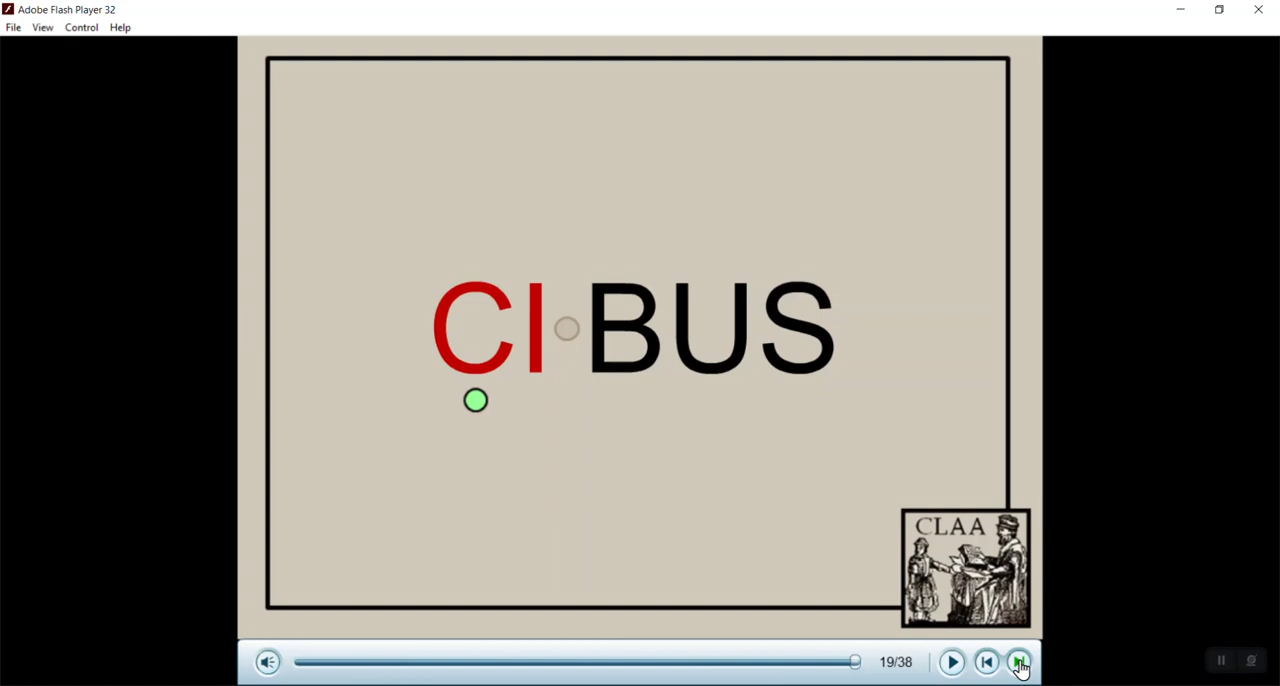 Adobe Flash Player 32
File View Control Help
CI•BUS
CLAA
19/38